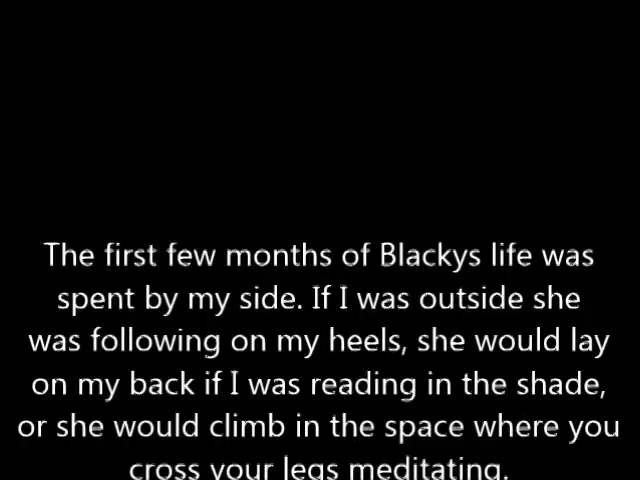 The first few months of Blackys life was
spent by my side. If I was outside she
was following on my heels, she would lay
on my back if I was reading in the shade,
or she would climb in the space where you
cross your legs meditating.